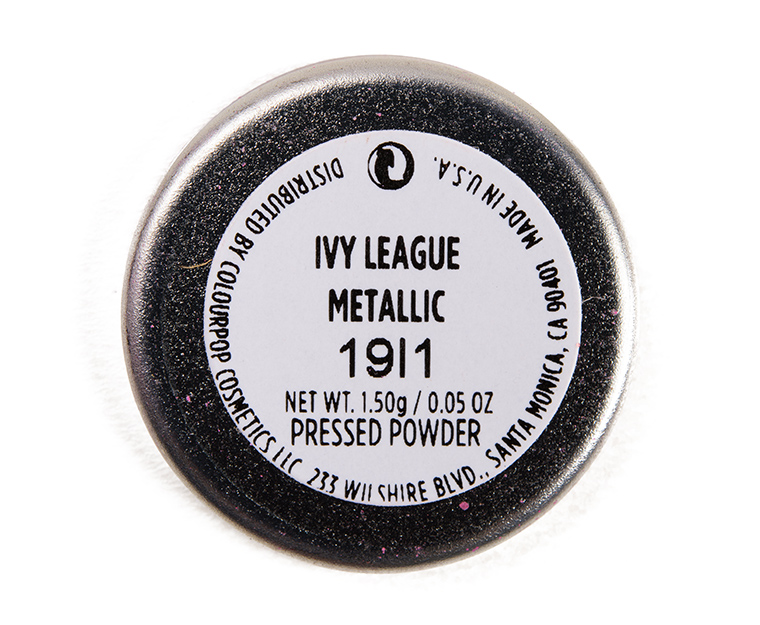 IVY LEAGUE
METALLIC
1911
NET WT. 1.50g / 0.05 OZ
PRESSED POWDER
DISTRIBUTED BY COLOURPOP COSMETICS LLC 233 WILSHIRE BLVD., SANTA MONICA, CA 90401 MADE IN U.S.A.